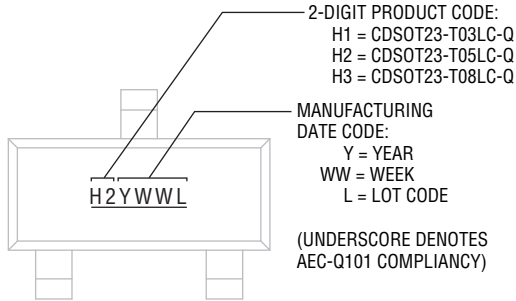 2-DIGIT PRODUCT CODE:
H1 = CDSOT23-T03LC-Q
H2 = CDSOT23-T05LC-Q
H3 = CDSOT23-T08LC-Q
MANUFACTURING
DATE CODE:
Y = YEAR
WW = WEEK
L = LOT CODE
H2YWWL
(UNDERSCORE DENOTES
AEC-Q101 COMPLIANCY)